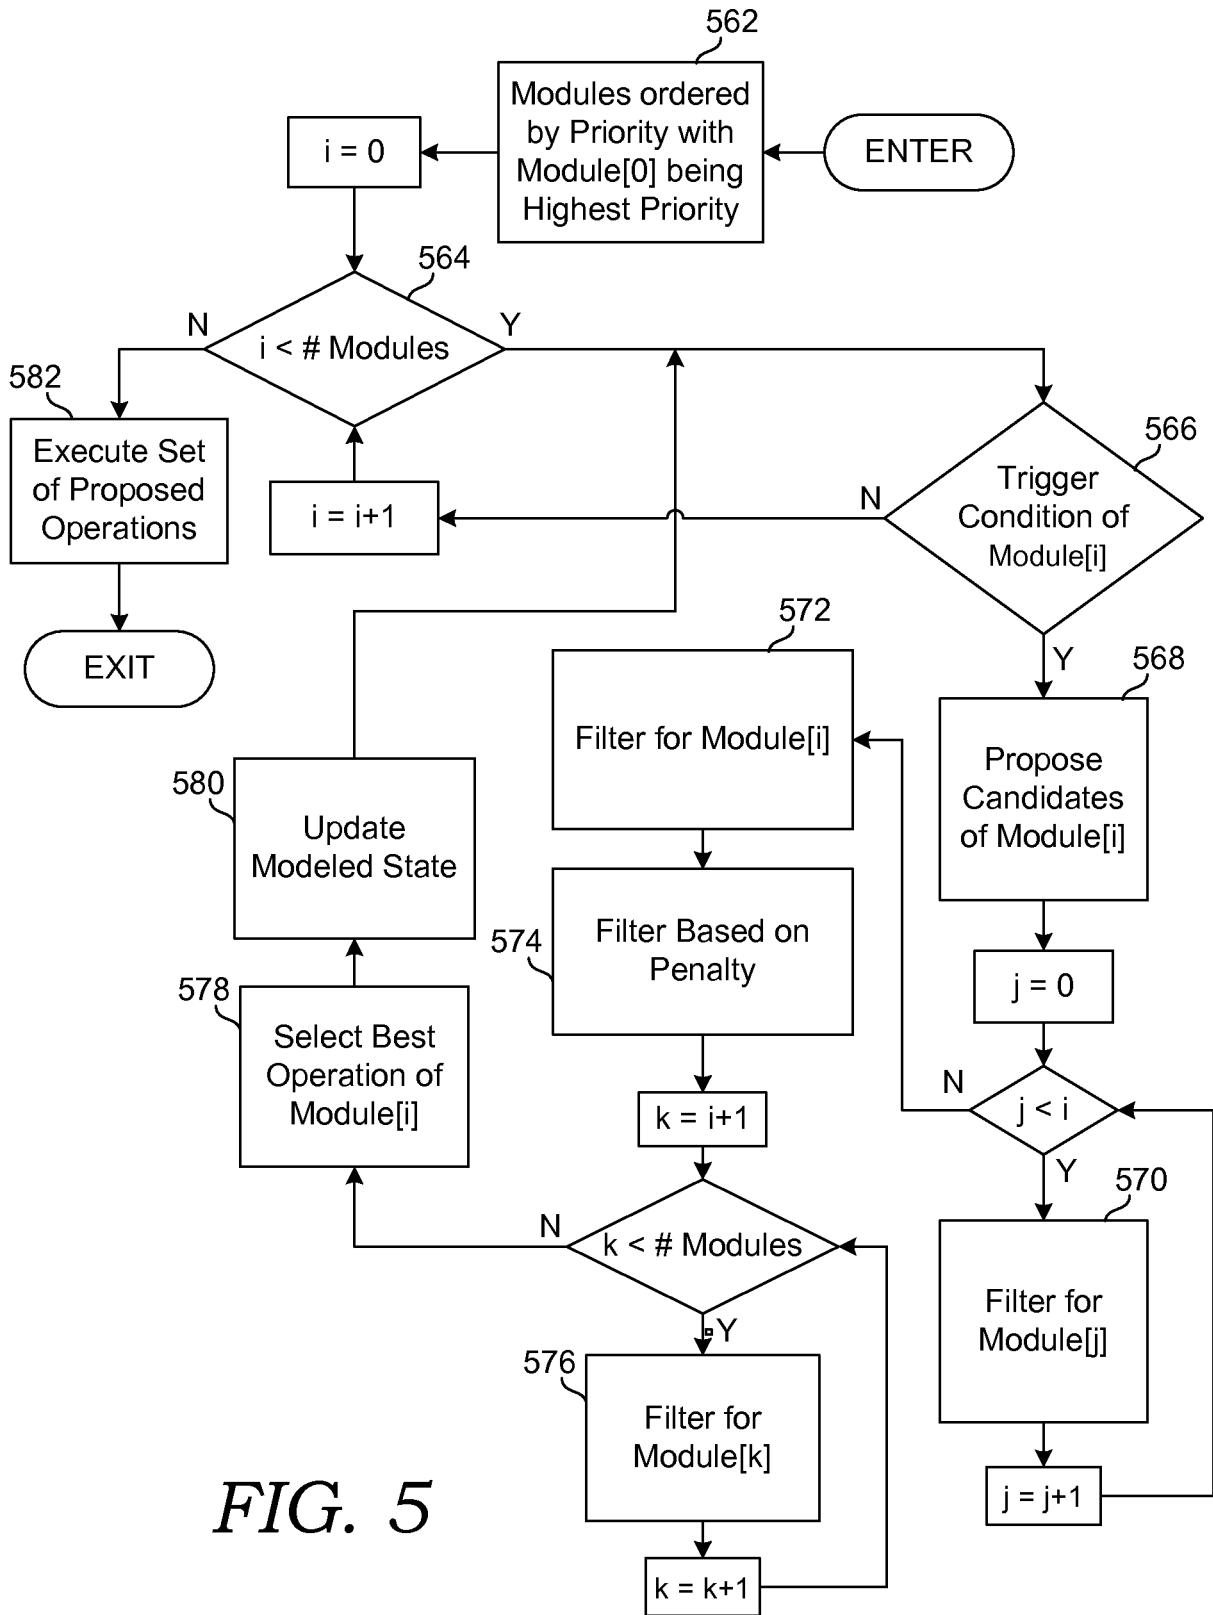 562
Modules ordered
by Priority with
Module[0] being
Highest Priority
ENTER
i = 0
564
N
i < # Modules
Y
582
Execute Set
of Proposed
Operations
EXIT
i = i+1
566
N
Trigger
Condition of
Module[i]
Y
572
Filter for Module[i]
568
Propose
Candidates
of Module[i]
580
Update
Modeled State
574
Filter Based on
Penalty
j = 0
578
Select Best
Operation of
Module[i]
k = i+1
N
j < i
Y
570
Filter for
Module[j]
j = j+1
N
k < # Modules
Y
576
Filter for
Module[k]
k = k+1
FIG. 5